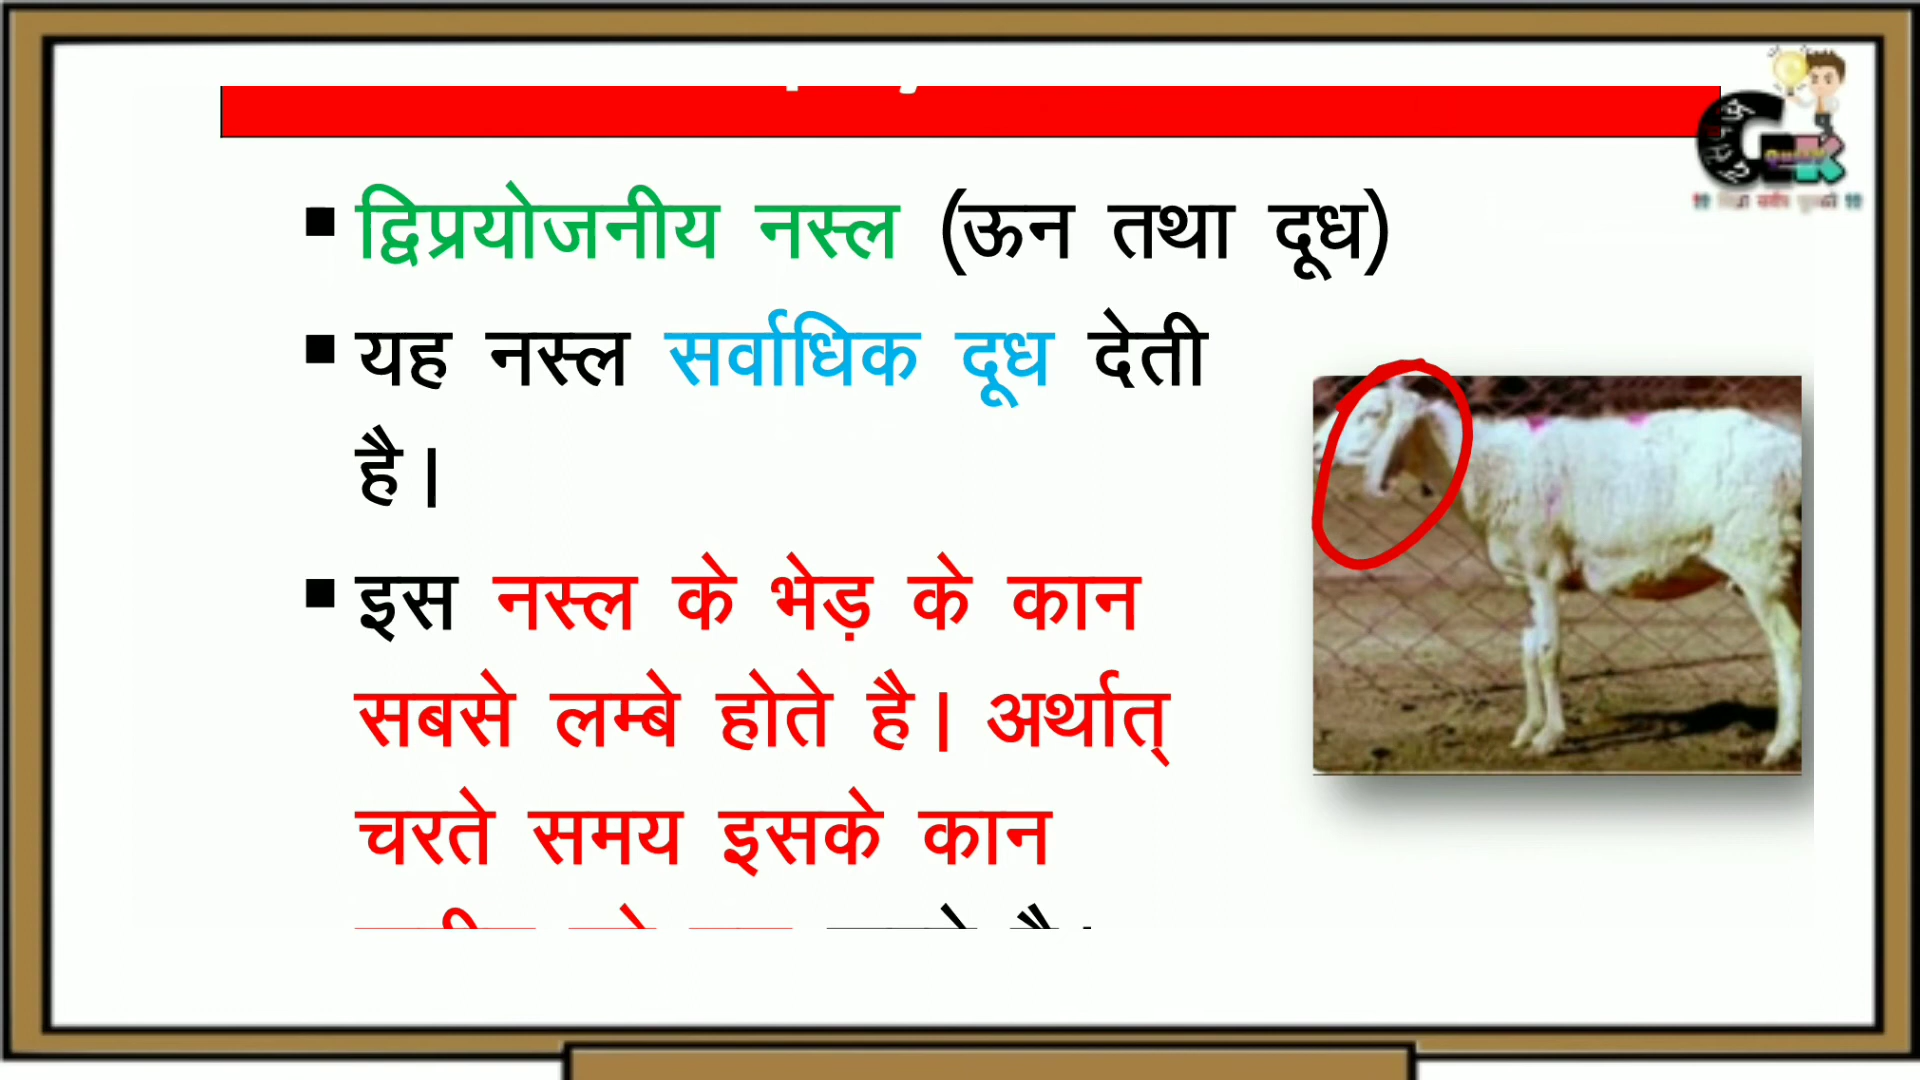 द्विप्रयोजनीय नस्ल (ऊन तथा दूध)
यह नस्ल सर्वाधिक दूध देती
है।
इस नस्ल के भेड़ के कान
सबसे लम्बे होते है। अर्थात्
चरते समय इसके कान